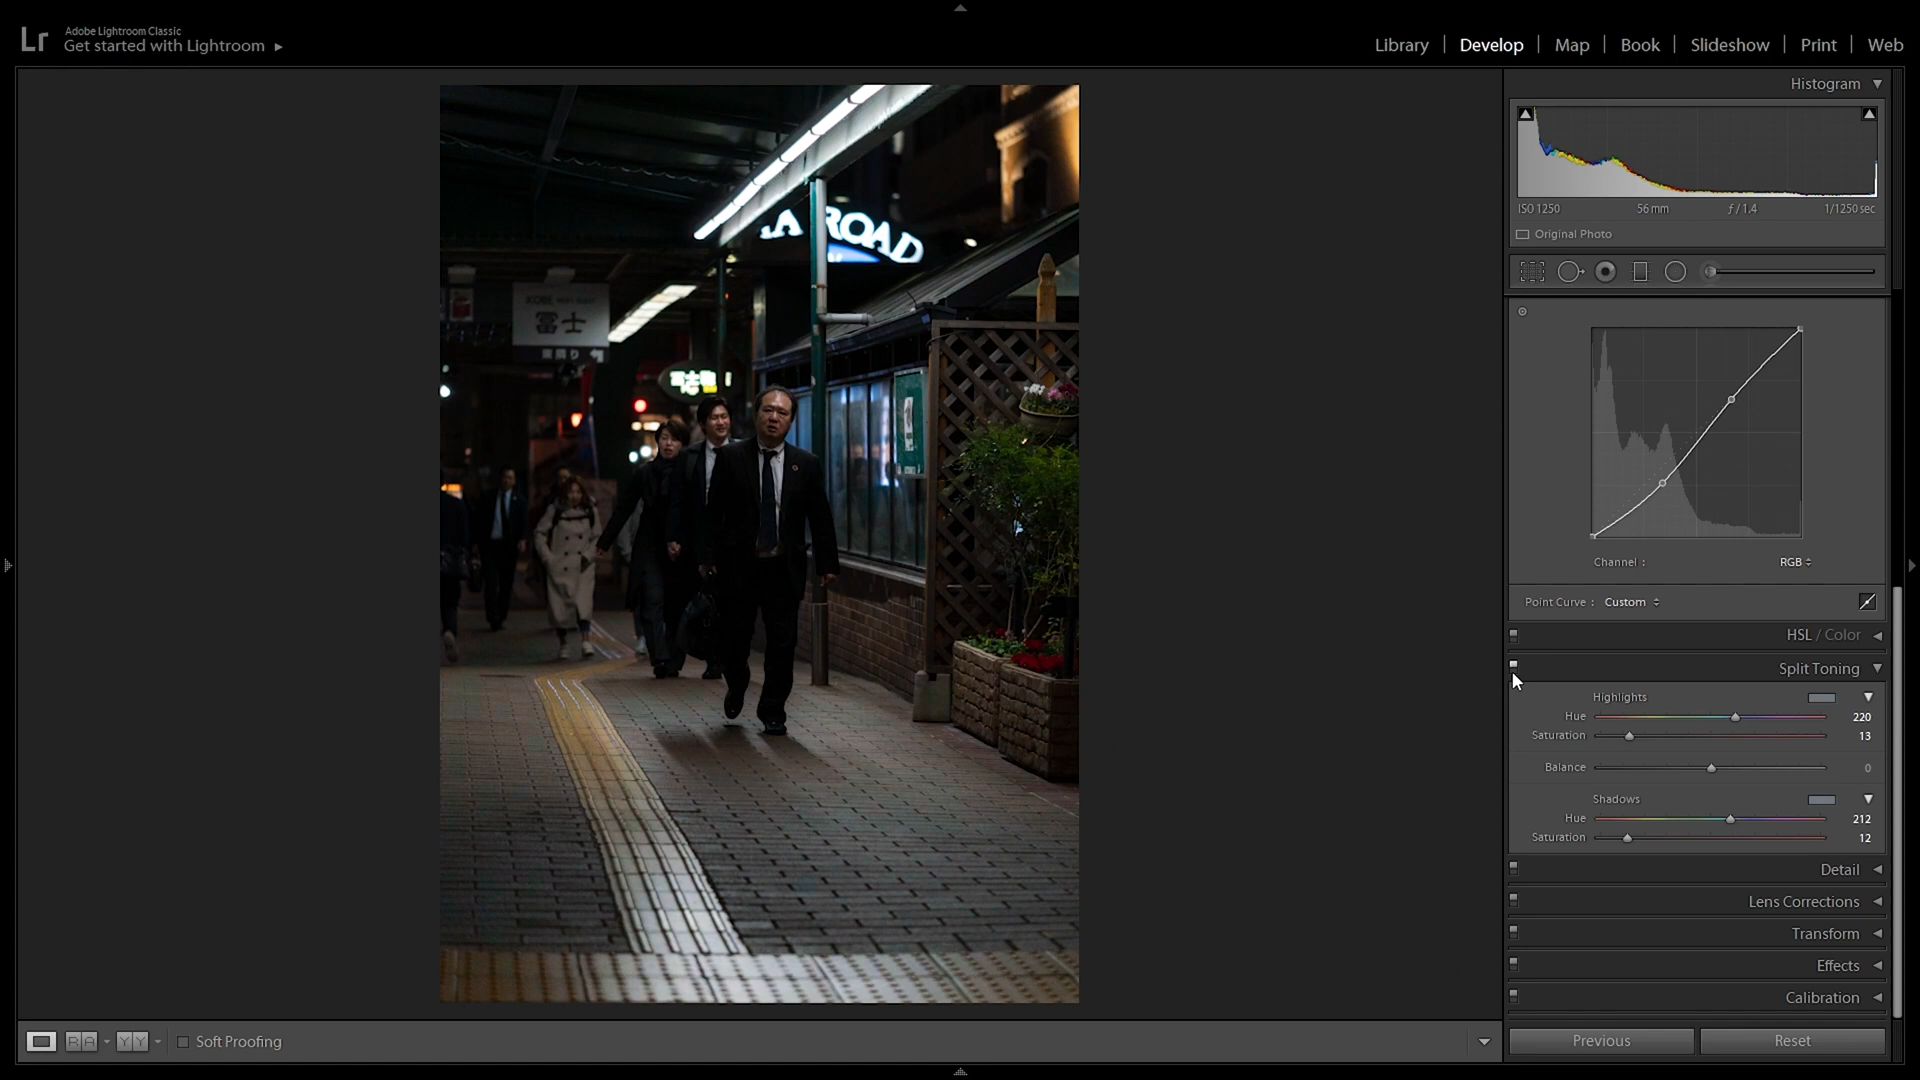 Lr
Adobe Lightroom Classic
Get started with Lightroom
Library
Develop
Map
Book
Slideshow
Print
Web
Histogram
ISO 1250
56 mm
ƒ / 1.4
1/1250 sec
Original Photo
ROAD
KOBE
富士
Channel :
RGB
Point Curve :
Custom
HSL / Color
Split Toning
Highlights
Hue
220
Saturation
13
Balance
0
Shadows
Hue
212
Saturation
12
Detail
Lens Corrections
Transform
Effects
Calibration
R A
Y Y
Soft Proofing
Previous
Reset